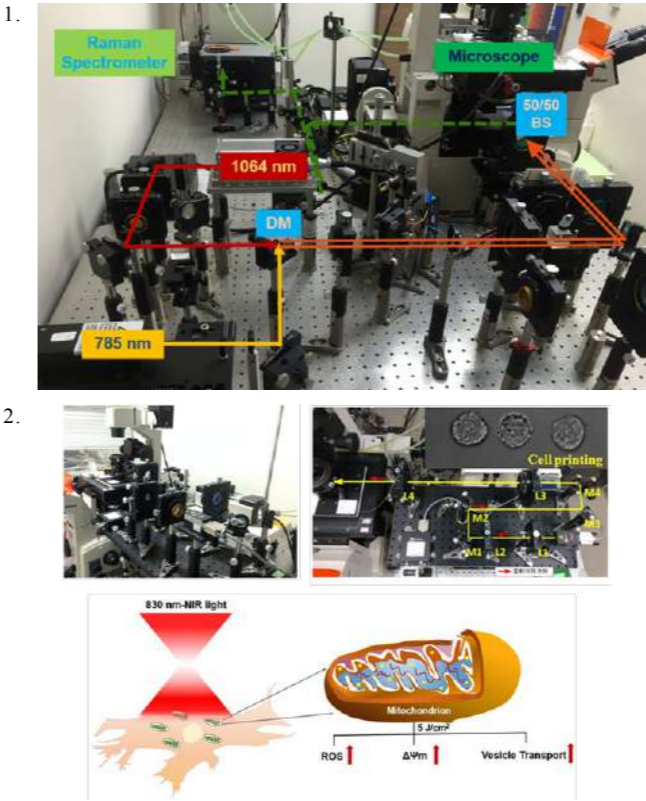 1.
Raman
Spectrometer
Microscope
50/50
BS
1064 nm
DM
785 nm
2.
Cell printing
L4
L3
M4
M2
M3
M1
L2
L1
830 nm-NIR light
Mitochondrion
5 J/cm²
ROS
ΔΨm
Vesicle Transport